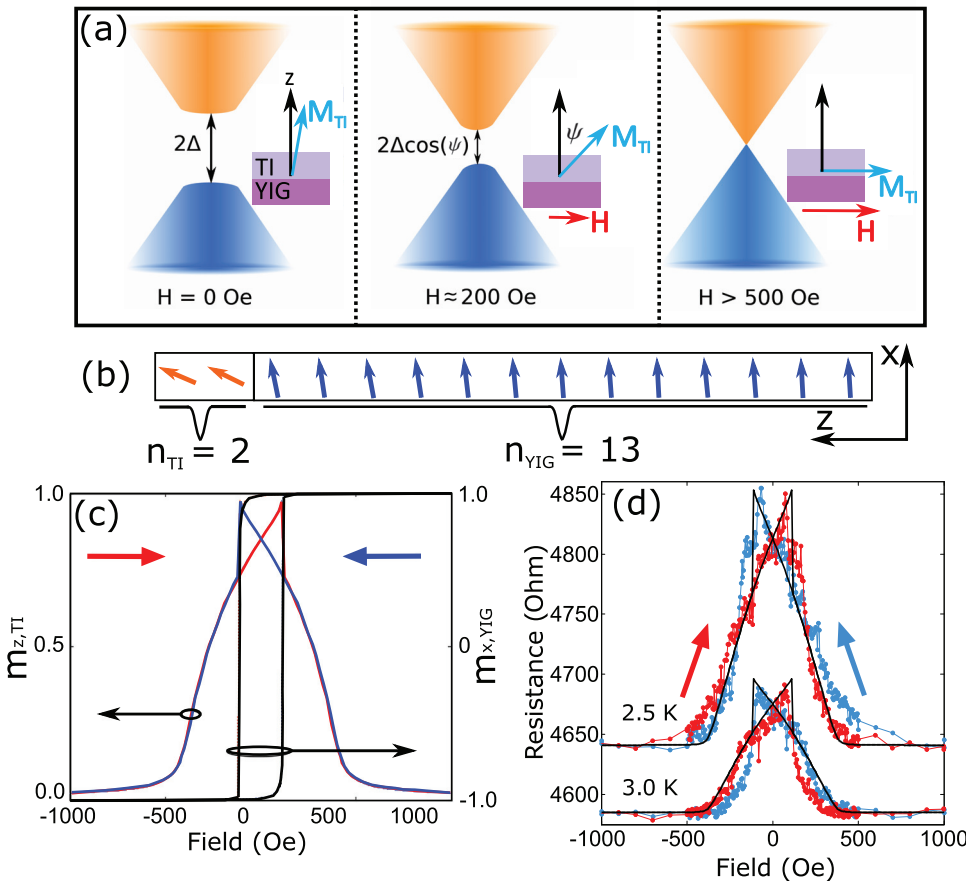 (a)
z
M_TI
2Δ
TI
YIG
H = 0 Oe
2Δcos(ψ)
ψ
M_TI
H
H ≈ 200 Oe
M_TI
H
H > 500 Oe
(b)
n_TI = 2
n_YIG = 13
x
z
(c)
1.0
0.5
0.0
m_z,TI
1.0
0
-1.0
m_x,YIG
-1000 -500 0 500 1000
Field (Oe)
(d)
4850
4800
4750
4700
4650
4600
Resistance (Ohm)
2.5 K
3.0 K
-1000 -500 0 500 1000
Field (Oe)